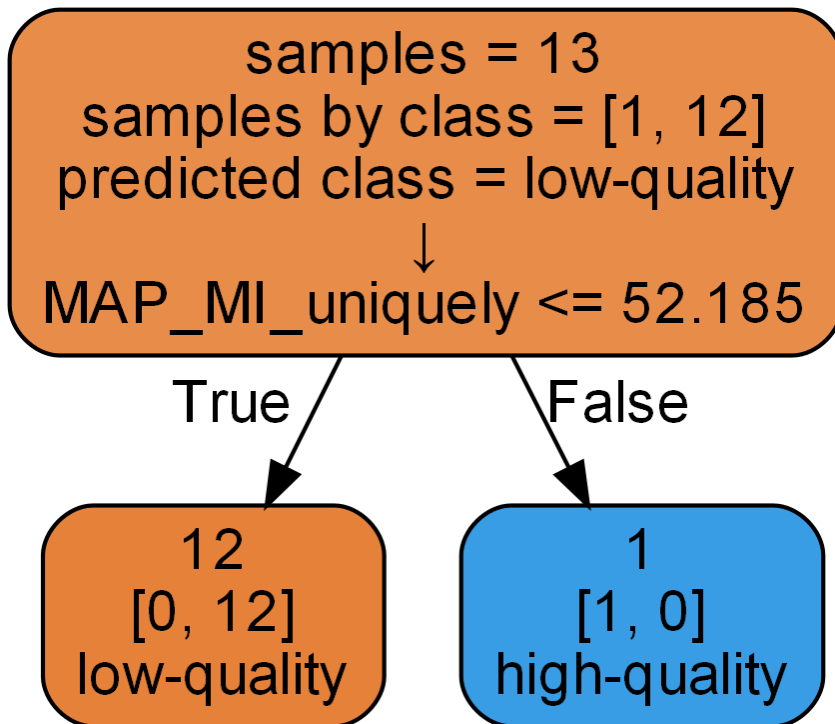 samples = 13
samples by class = [1, 12]
predicted class = low-quality
↓
MAP_MI_uniquely <= 52.185
True
False
12
[0, 12]
low-quality
1
[1, 0]
high-quality